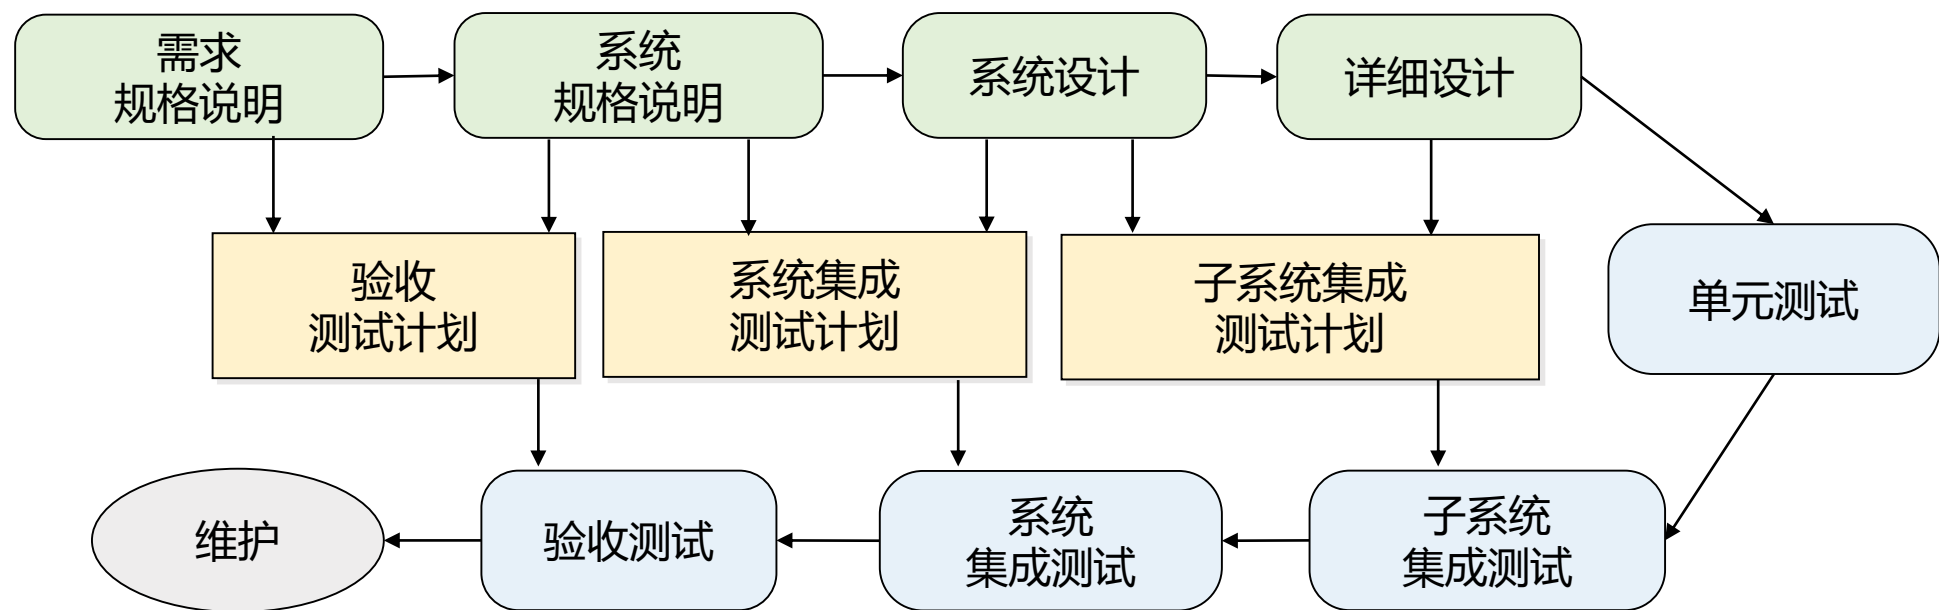 需求
规格说明
系统
规格说明
系统设计
详细设计
验收
测试计划
系统集成
测试计划
子系统集成
测试计划
单元测试
维护
验收测试
系统
集成测试
子系统
集成测试